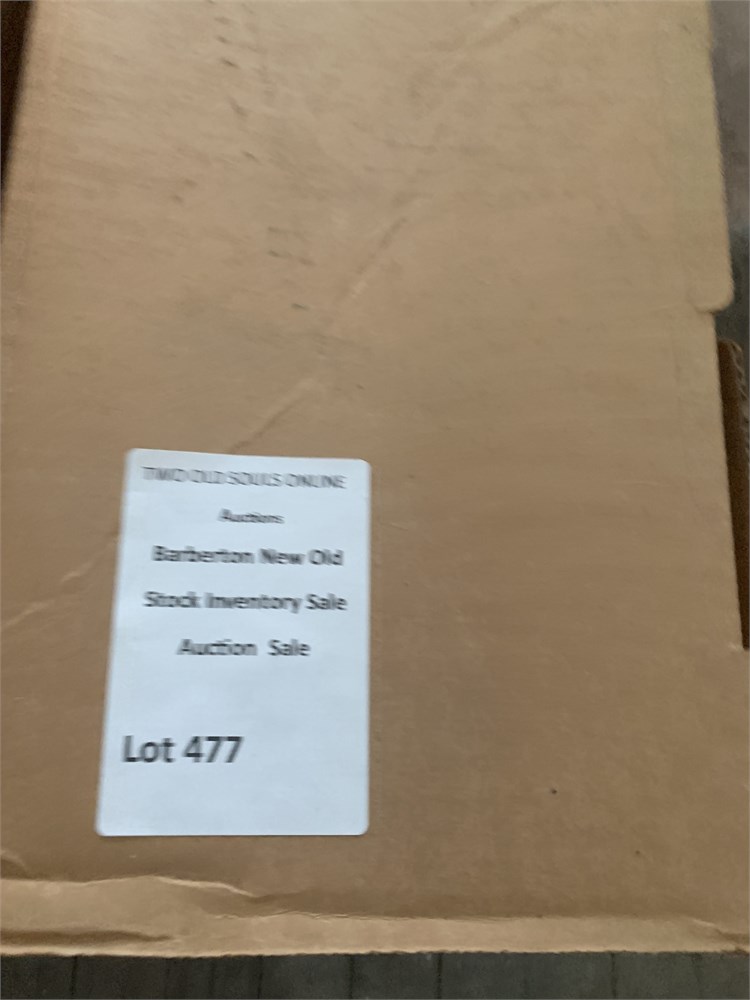 TWO OLD SOULS ONLINE
Auctions
Barberton New Old
Stock Inventory Sale
Auction Sale
Lot 477